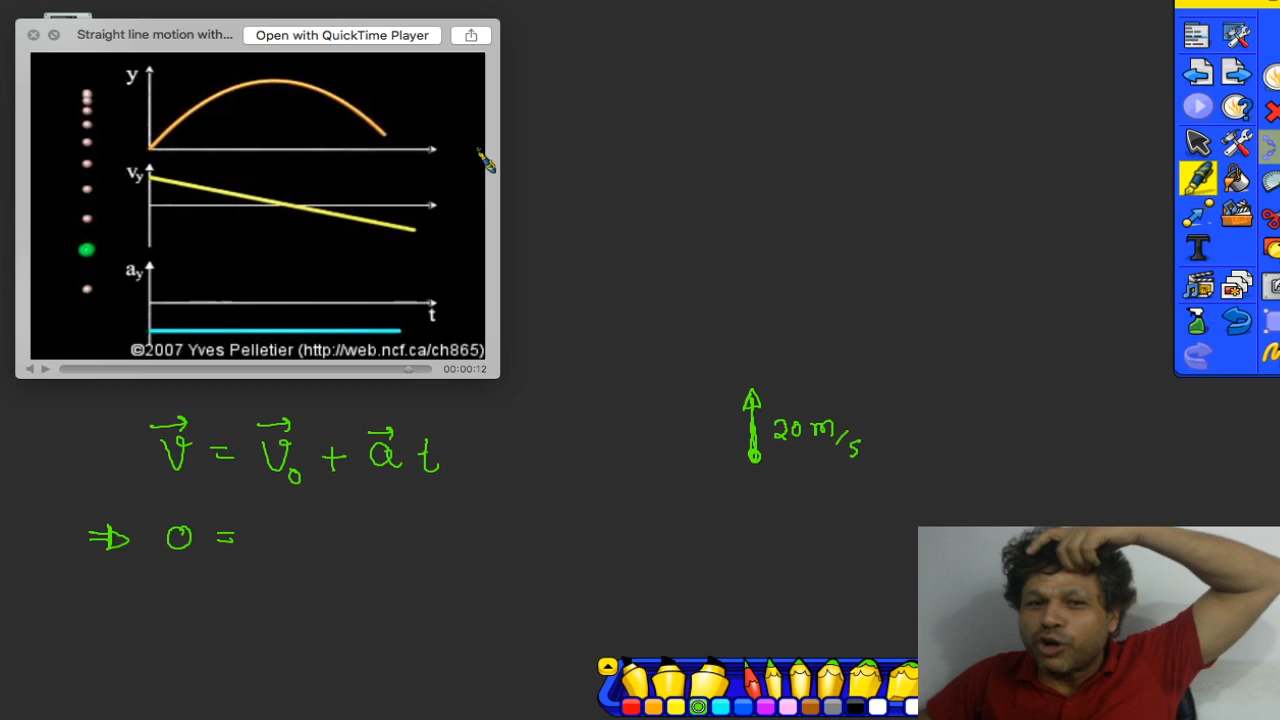 Straight line motion with...
Open with QuickTime Player
y
vy
ay
t
©2007 Yves Pelletier (http://web.ncf.ca/ch865)
00:00:12
v⃗ = v⃗₀ + a⃗ t
⇒ 0 =
20 m/s
T